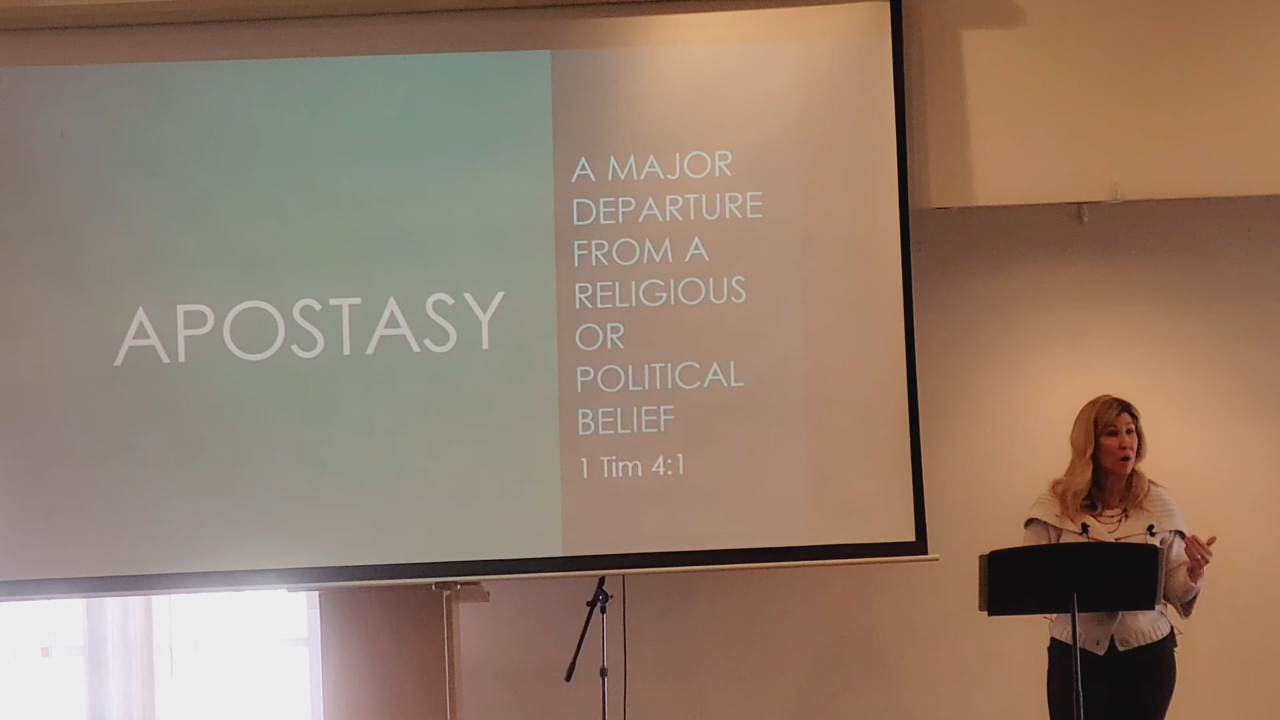 APOSTASY
A MAJOR
DEPARTURE
FROM A
RELIGIOUS
OR
POLITICAL
BELIEF
1 Tim 4:1